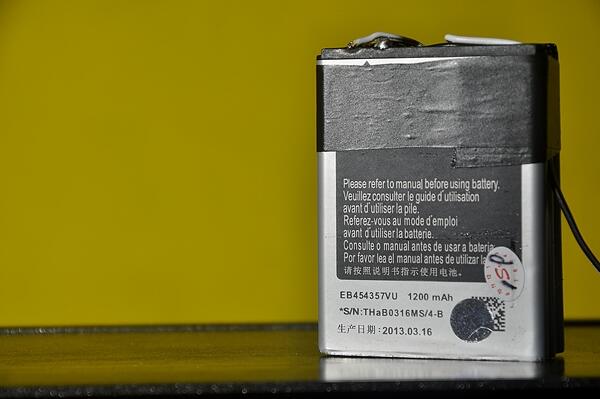 Please refer to manual before using battery.
Veuillez consulter le guide d'utilisation
avant d'utiliser la pile.
Referez-vous au mode d'emploi
avant d'utiliser la batterie.
Consulte o manual antes de usar a bateria
Por favor lea el manual antes de utilizar la
请按照说明书指示使用电池。
EB454357VU 1200 mAh
*S/N:THaB0316MS/4-B
生产日期:2013.03.16